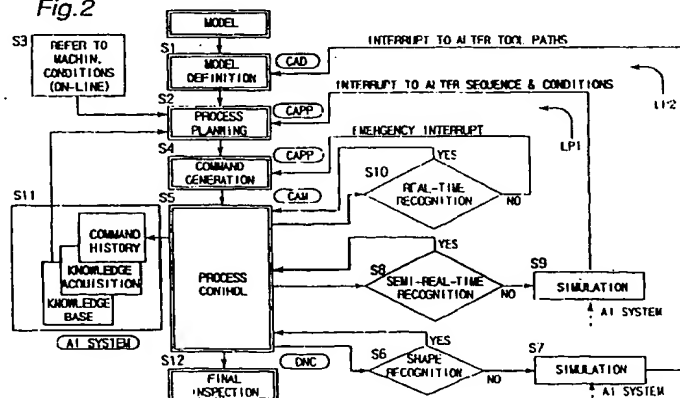 Fig.2
MODEL
S1
MODEL
DEFINITION
CAD
INTERRUPT TO ALTER TOOL PATHS
LP2
S3
REFER TO
MACHIN.
CONDITIONS
(ON-LINE)
S2
PROCESS
PLANNING
CAPP
INTERRUPT TO ALTER SEQUENCE & CONDITIONS
LP1
S4
COMMAND
GENERATION
CAPP
EMERGENCY INTERRUPT
YES
S10
REAL-TIME
RECOGNITION
NO
S5
CAM
PROCESS
CONTROL
S11
COMMAND
HISTORY
KNOWLEDGE
ACQUISITION
KNOWLEDGE
BASE
AI SYSTEM
YES
S8
SEMI-REAL-TIME
RECOGNITION
NO
S9
SIMULATION
AI SYSTEM
YES
S6
SHAPE
RECOGNITION
NO
S7
SIMULATION
AI SYSTEM
DNC
S12
FINAL
INSPECTION